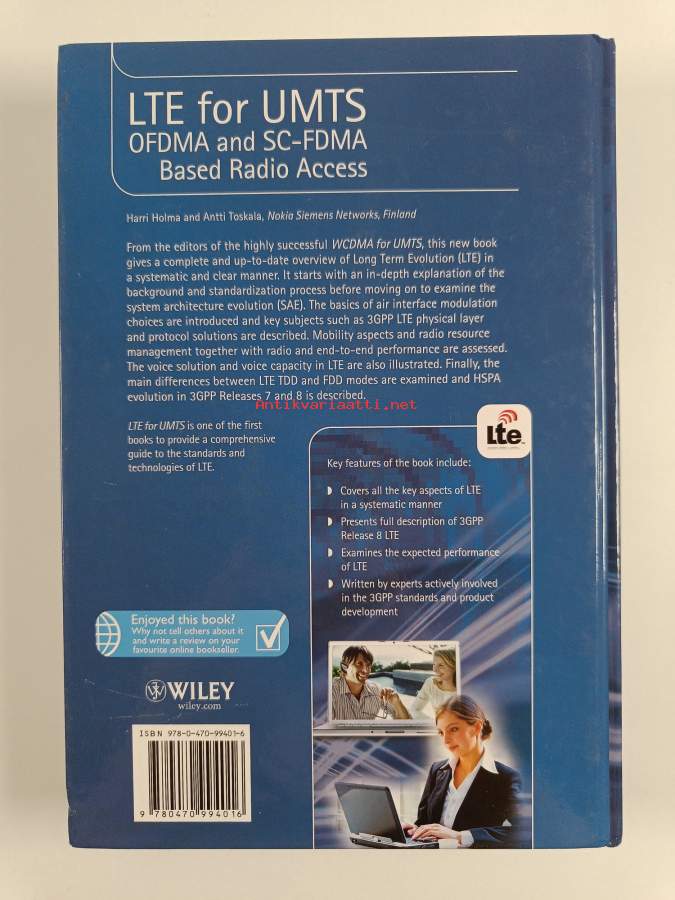 LTE for UMTS
OFDMA and SC-FDMA
Based Radio Access
Harri Holma and Antti Toskala, Nokia Siemens Networks, Finland
From the editors of the highly successful WCDMA for UMTS, this new book
gives a complete and up-to-date overview of Long Term Evolution (LTE) in
a systematic and clear manner. It starts with an in-depth explanation of the
background and standardization process before moving on to examine the
system architecture evolution (SAE). The basics of air interface modulation
choices are introduced and key subjects such as 3GPP LTE physical layer
and protocol solutions are described. Mobility aspects and radio resource
management together with radio and end-to-end performance are assessed.
The voice solution and voice capacity in LTE are also illustrated. Finally, the
main differences between LTE TDD and FDD modes are examined and HSPA
evolution in 3GPP Releases 7 and 8 is described.
Antikvariaatti.net
LTE for UMTS is one of the first
books to provide a comprehensive
guide to the standards and
technologies of LTE.
lte
Key features of the book include:
Covers all the key aspects of LTE
in a systematic manner
Presents full description of 3GPP
Release 8 LTE
Examines the expected performance
of LTE
Written by experts actively involved
in the 3GPP standards and product
development
Enjoyed this book?
Why not tell others about it
and write a review on your
favourite online bookseller.
WILEY
wiley.com
ISBN 978-0-470-99401-6
9 780470 994016